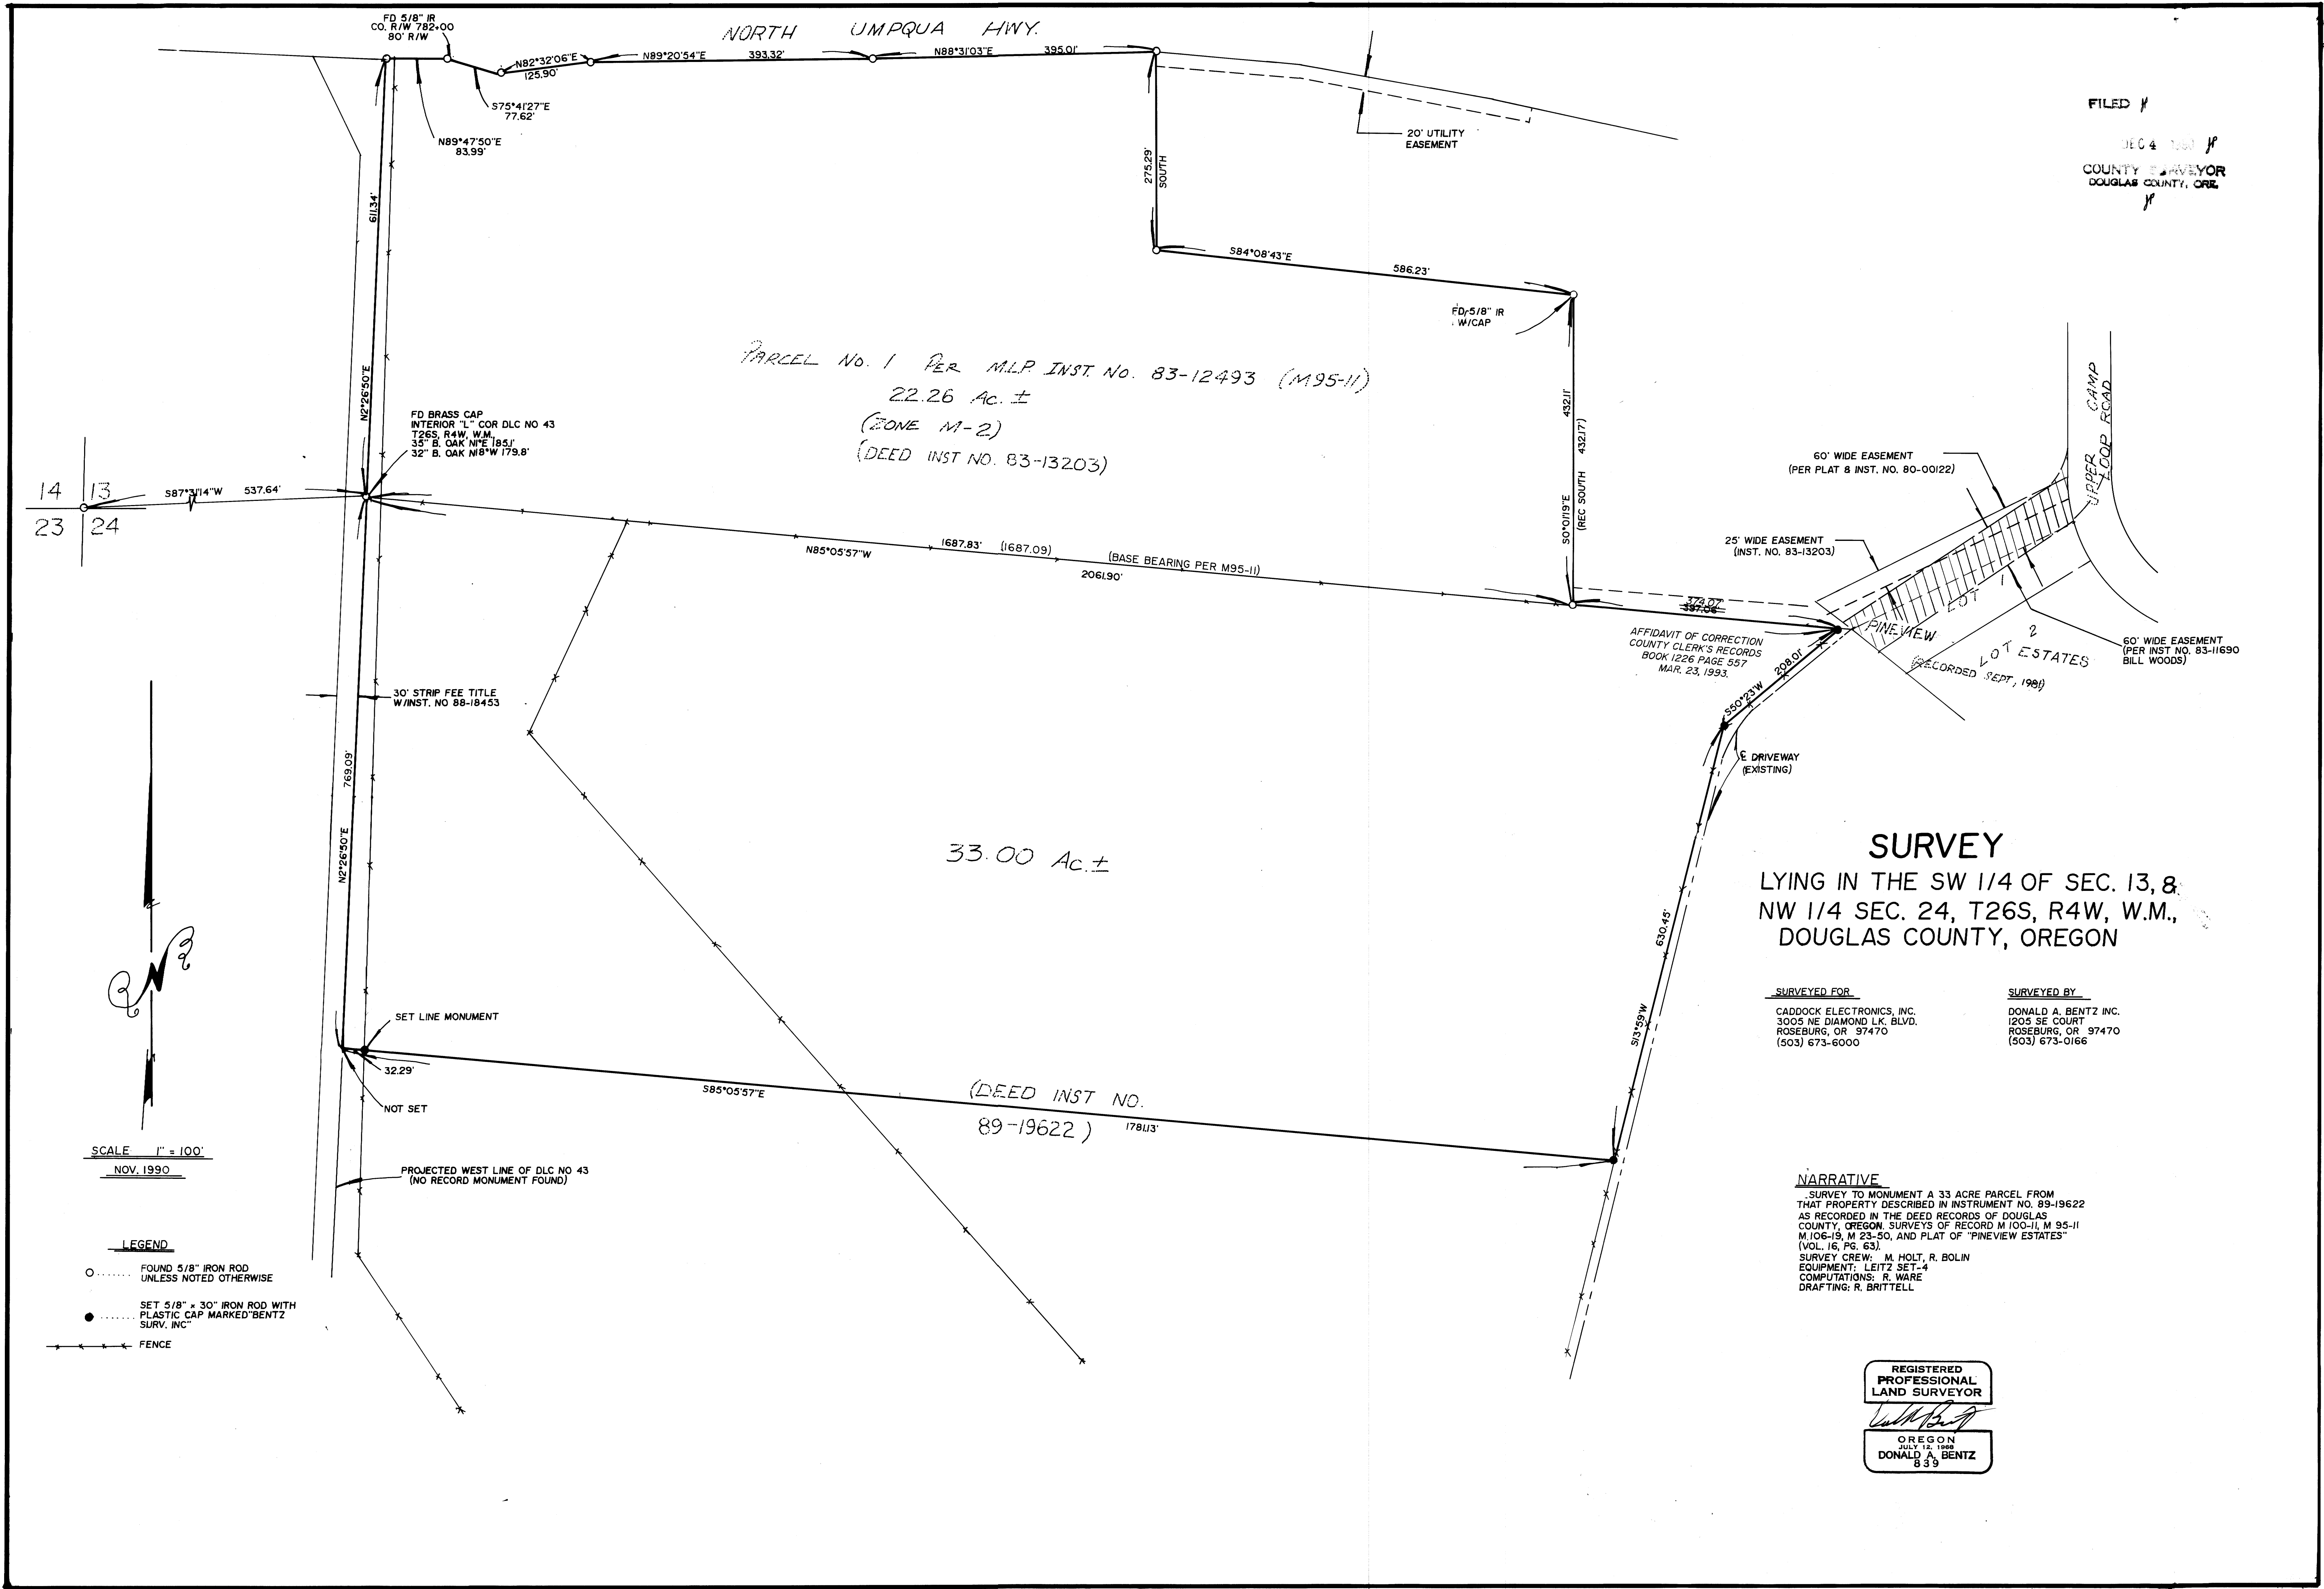 FD 5/8" IR
CO. R/W 782+00
80' R/W
NORTH UMPQUA HWY.
N82°32'06"E
125.90'
N89°20'54"E 393.32'
N88°31'03"E 395.01'
S75°41'27"E
77.62'
N89°47'50"E
83.99'
20' UTILITY
EASEMENT
FILED
DEC 4
COUNTY SURVEYOR
DOUGLAS COUNTY, ORE.
611.34'
N2°26'50"E
275.29'
SOUTH
S84°08'43"E 586.23'
FD 5/8" IR
W/CAP
PARCEL NO. 1 PER M.L.P. INST. NO. 83-12493 (M95-11)
22.26 AC. ±
(ZONE M-2)
(DEED INST NO. 83-13203)
FD BRASS CAP
INTERIOR "L" COR DLC NO 43
T26S, R4W, W.M.,
35" B. OAK N1°E 185.1'
32" B. OAK N18°W 179.8'
432.11'
S0°01'19"E
(REC SOUTH 432.17')
UPPER CAMP
LOOP ROAD
60' WIDE EASEMENT
(PER PLAT & INST. NO. 80-00122)
14 13
23 24
S87°31'14"W 537.64'
N85°05'57"W
1687.83' (1687.09)
(BASE BEARING PER M95-11)
2061.90'
25' WIDE EASEMENT
(INST. NO. 83-13203)
374.07'
AFFIDAVIT OF CORRECTION
COUNTY CLERK'S RECORDS
BOOK 1226 PAGE 557
MAR. 23, 1993.
LOT 1
PINEVIEW
LOT 2
ESTATES
(RECORDED SEPT, 1981)
60' WIDE EASEMENT
(PER INST NO. 83-11690
BILL WOODS)
S50°23'W 208.01'
30' STRIP FEE TITLE
W/INST. NO 88-18453
℄ DRIVEWAY
(EXISTING)
769.09'
N2°26'50"E
33.00 AC. ±
SURVEY
LYING IN THE SW 1/4 OF SEC. 13, &
NW 1/4 SEC. 24, T26S, R4W, W.M.,
DOUGLAS COUNTY, OREGON
630.45'
S13°59'W
N
SURVEYED FOR
CADDOCK ELECTRONICS, INC.
3005 NE DIAMOND LK. BLVD.
ROSEBURG, OR 97470
(503) 673-6000
SURVEYED BY
DONALD A. BENTZ INC.
1205 SE COURT
ROSEBURG, OR 97470
(503) 673-0166
SET LINE MONUMENT
32.29'
NOT SET
S85°05'57"E
1781.13'
(DEED INST NO.
89-19622)
SCALE 1" = 100'
NOV. 1990
PROJECTED WEST LINE OF DLC NO 43
(NO RECORD MONUMENT FOUND)
NARRATIVE
SURVEY TO MONUMENT A 33 ACRE PARCEL FROM
THAT PROPERTY DESCRIBED IN INSTRUMENT NO. 89-19622
AS RECORDED IN THE DEED RECORDS OF DOUGLAS
COUNTY, OREGON. SURVEYS OF RECORD M 100-11, M 95-11
M.106-19, M 23-50, AND PLAT OF "PINEVIEW ESTATES"
(VOL. 16, PG. 63).
SURVEY CREW: M. HOLT, R. BOLIN
EQUIPMENT: LEITZ SET-4
COMPUTATIONS: R. WARE
DRAFTING: R. BRITTELL
LEGEND
FOUND 5/8" IRON ROD
UNLESS NOTED OTHERWISE
SET 5/8" x 30" IRON ROD WITH
PLASTIC CAP MARKED"BENTZ
SURV. INC"
FENCE
REGISTERED
PROFESSIONAL
LAND SURVEYOR
OREGON
JULY 12, 1968
DONALD A. BENTZ
839